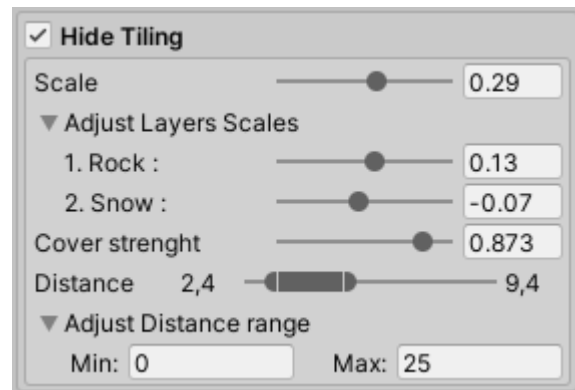 Hide Tiling
Scale 0.29
Adjust Layers Scales
1. Rock : 0.13
2. Snow : -0.07
Cover strenght 0.873
Distance 2,4 9,4
Adjust Distance range
Min: 0 Max: 25